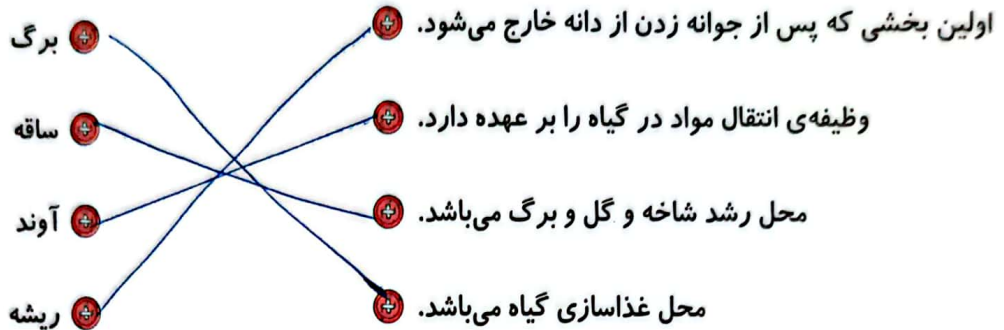 اولین بخشی که پس از جوانه زدن از دانه خارج می‌شود.
برگ
وظیفه‌ی انتقال مواد در گیاه را بر عهده دارد.
ساقه
محل رشد شاخه و گل و برگ می‌باشد.
آوند
محل غذاسازی گیاه می‌باشد.
ریشه